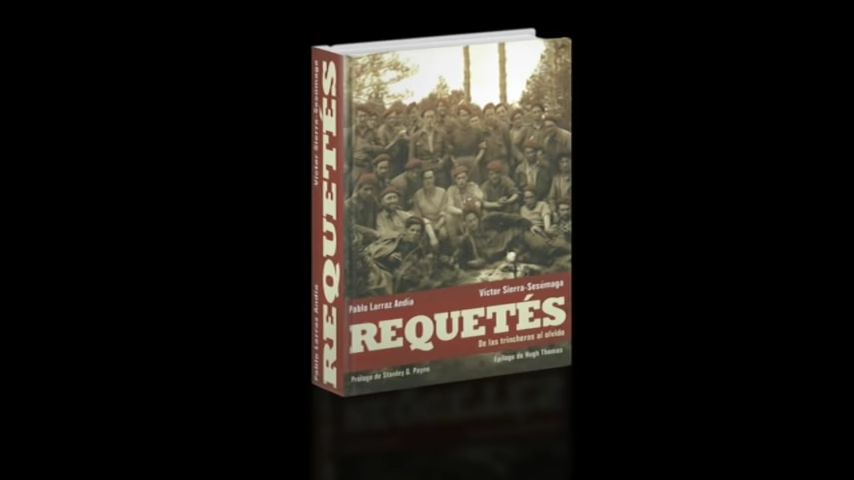 Pablo Larraz Andía
Víctor Sierra-Sesúmaga
REQUETÉS
De las trincheras al olvido
Prólogo de Stanley G. Payne
Epílogo de Hugh Thomas
Pablo Larraz Andía
REQUETÉS
Víctor Sierra-Sesúmaga